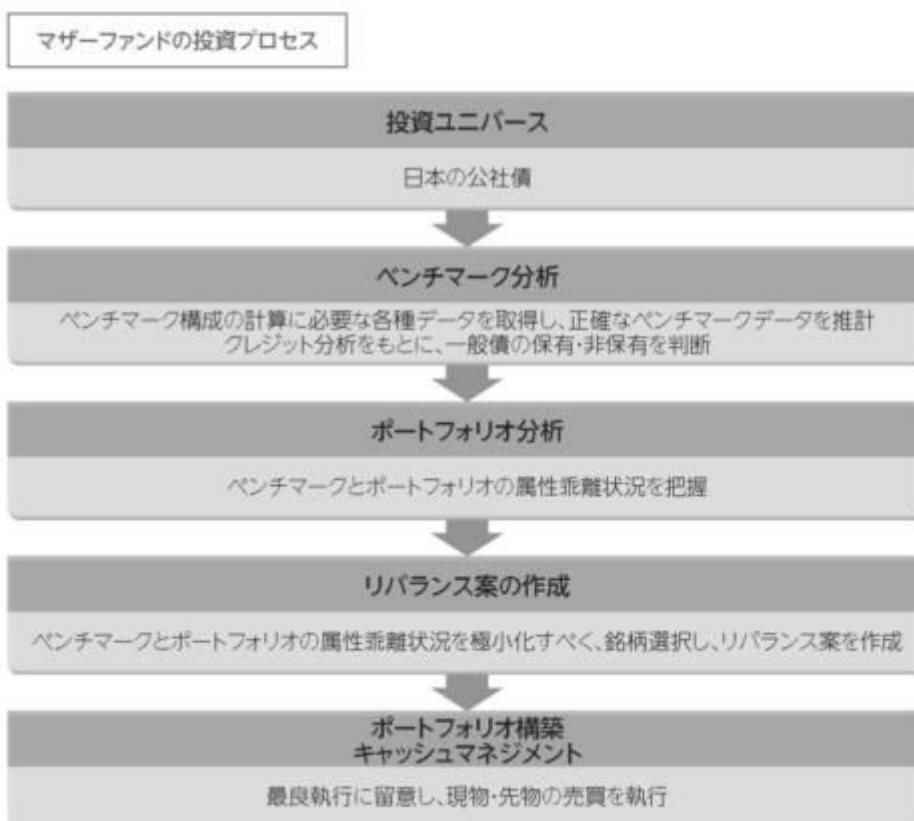 マザーファンドの投資プロセス
投資ユニバース
日本の公社債
ベンチマーク分析
ベンチマーク構成の計算に必要な各種データを取得し、正確なベンチマークデータを推計
クレジット分析をもとに、一般債の保有・非保有を判断
ポートフォリオ分析
ベンチマークとポートフォリオの属性乖離状況を把握
リバランス案の作成
ベンチマークとポートフォリオの属性乖離状況を極小化すべく、銘柄選択し、リバランス案を作成
ポートフォリオ構築
キャッシュマネジメント
最良執行に留意し、現物・先物の売買を執行